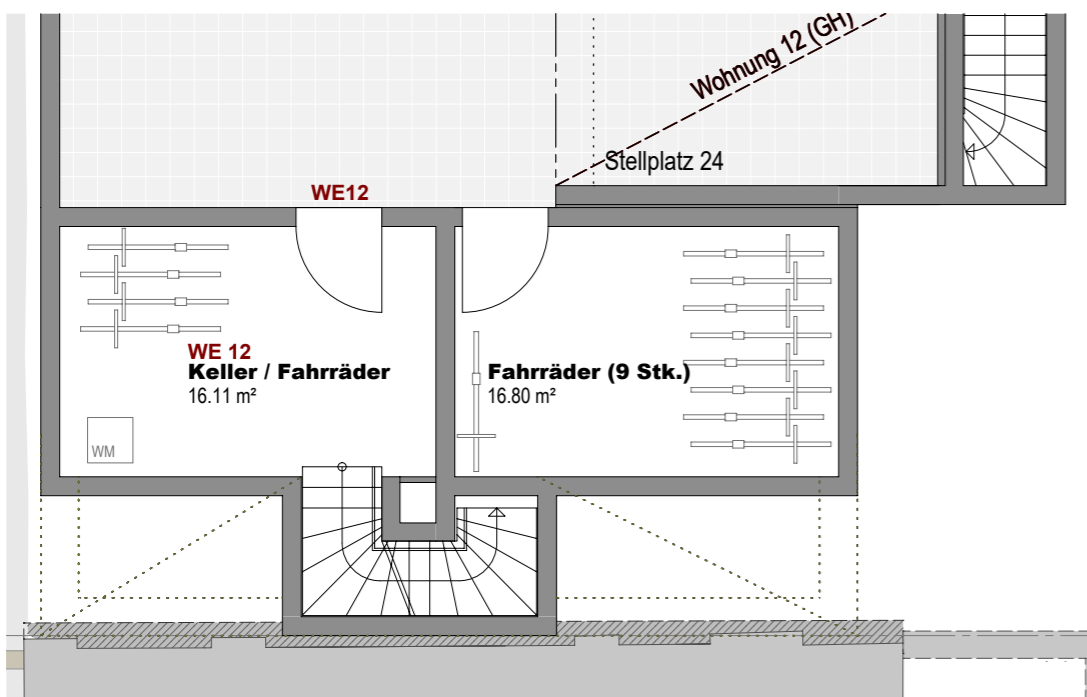 Wohnung 12 (GH)
Stellplatz 24
WE12
WE 12
Keller / Fahrräder
16.11 m²
Fahrräder (9 Stk.)
16.80 m²
WM